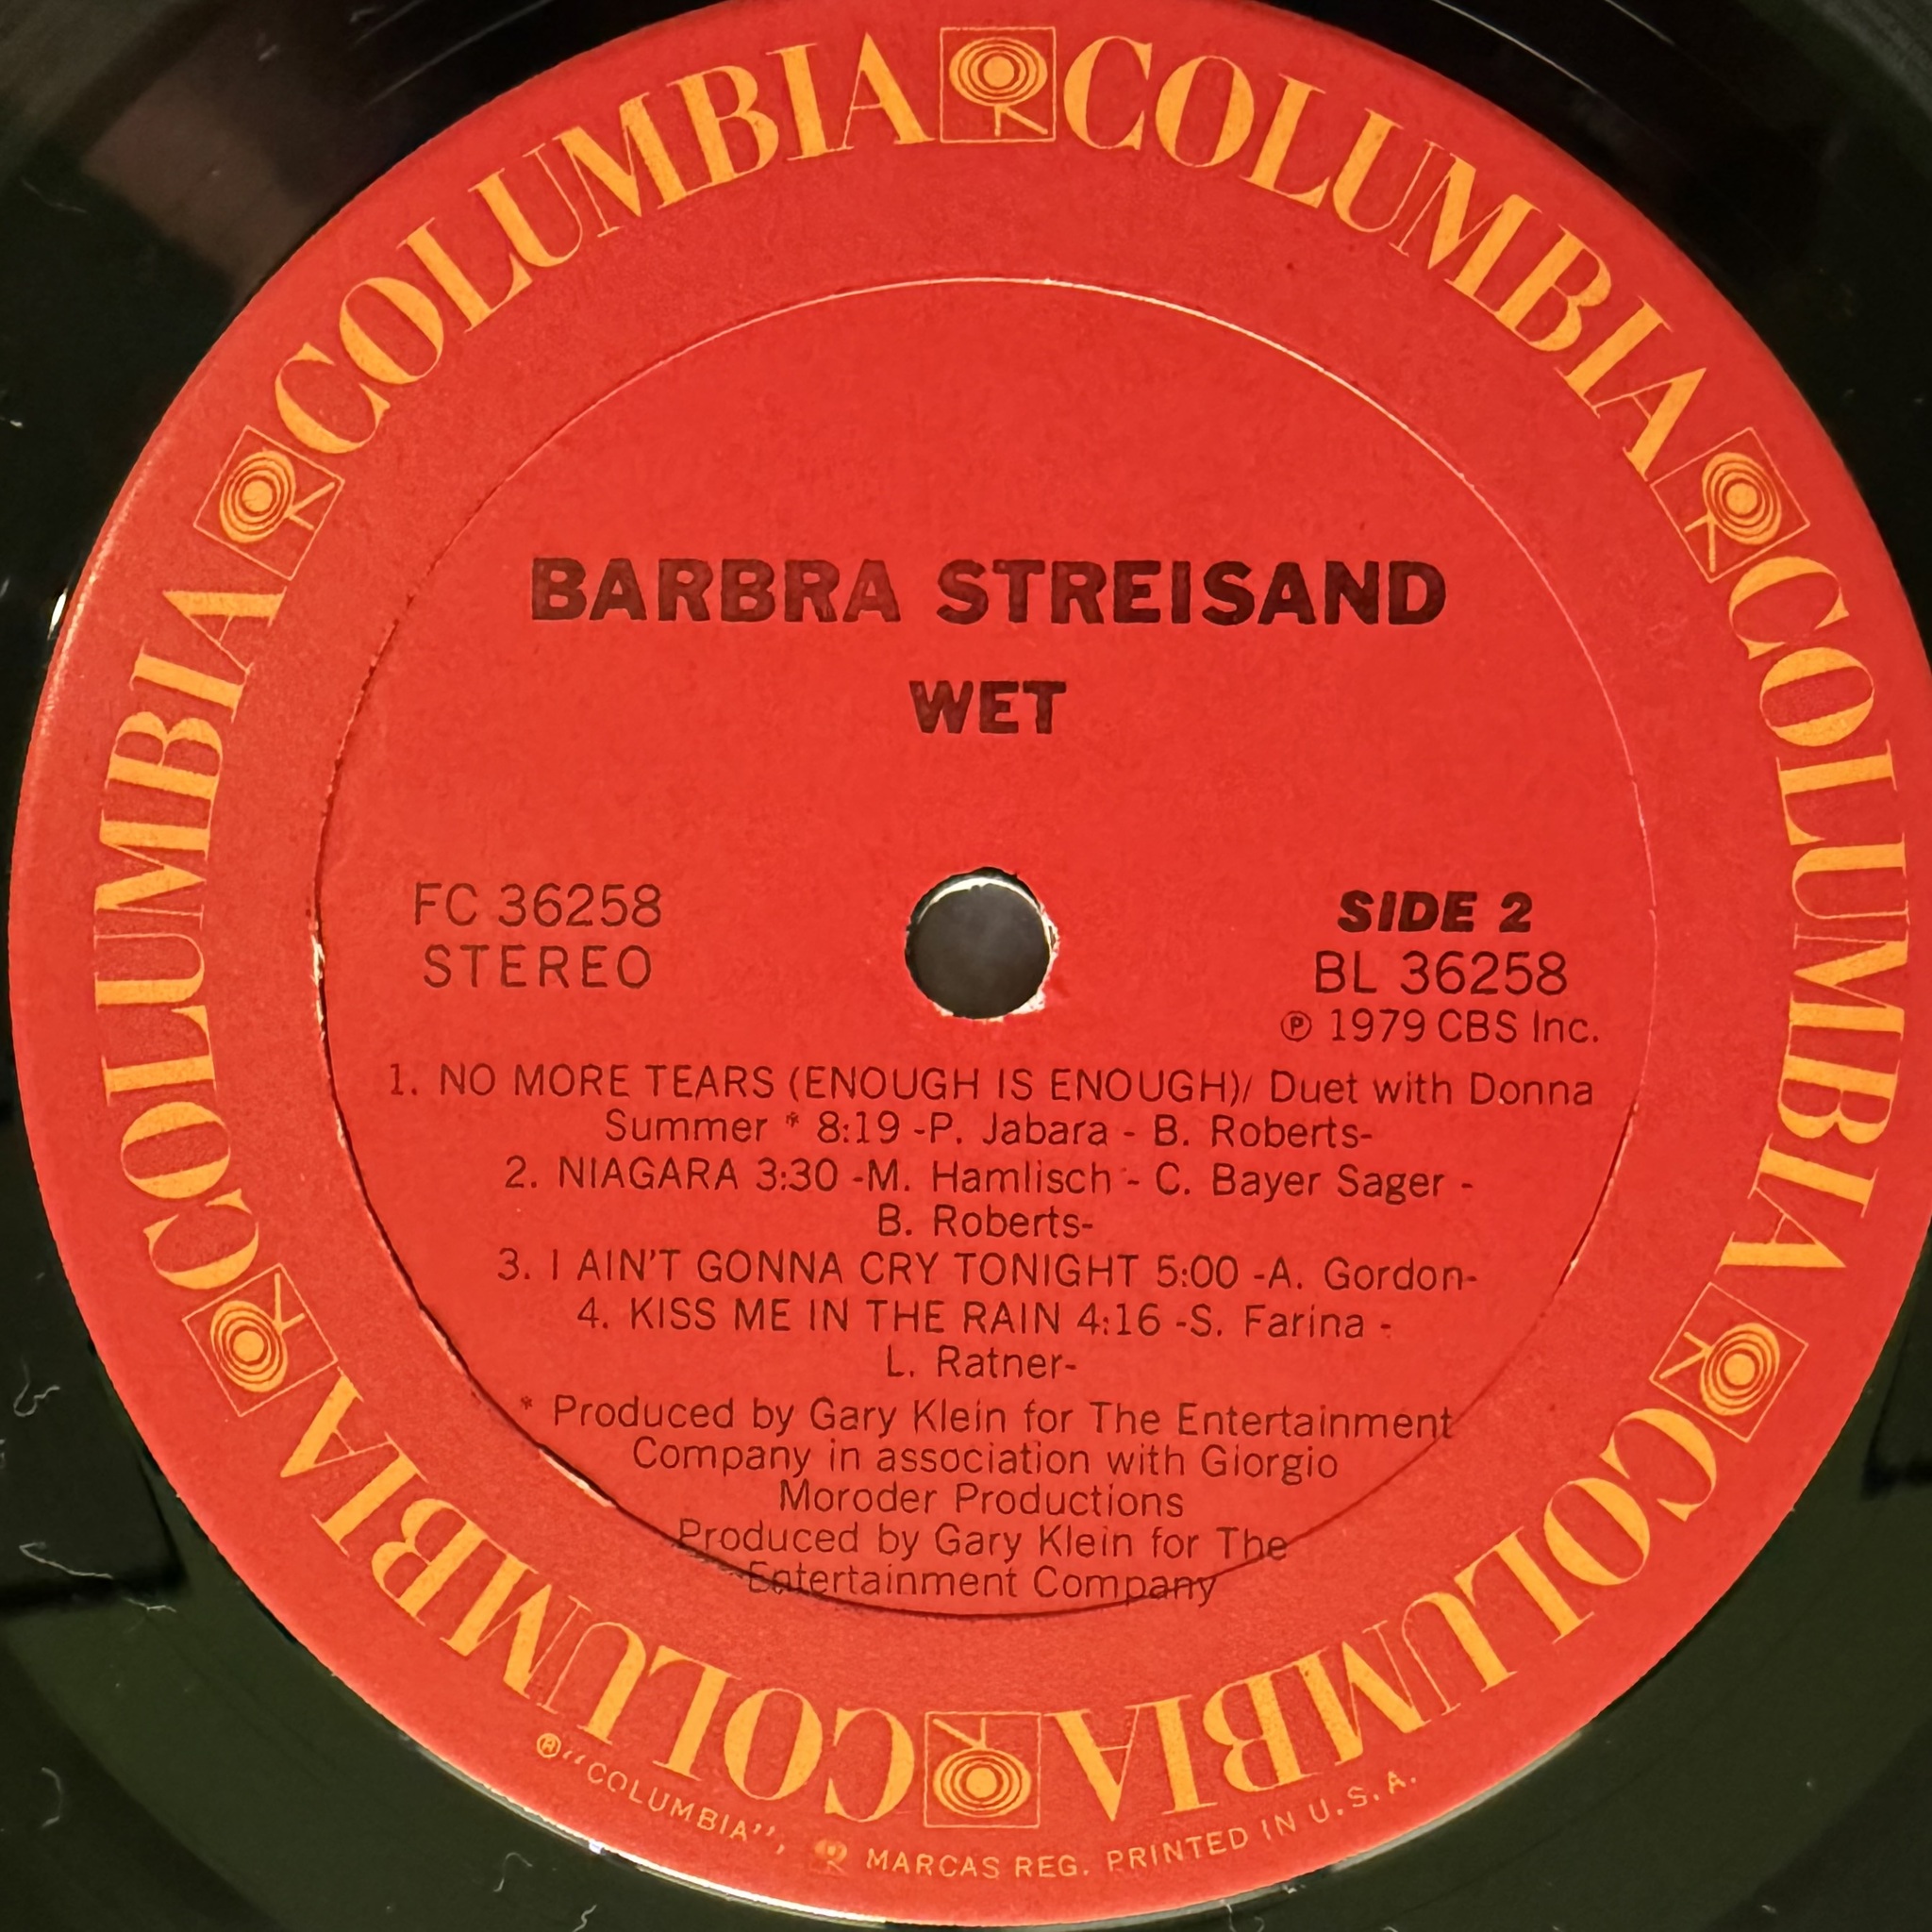 COLUMBIA COLUMBIA COLUMBIA COLUMBIA COLUMBIA COLUMBIA
BARBRA STREISAND
WET
FC 36258
STEREO
SIDE 2
BL 36258
℗ 1979 CBS Inc.
1. NO MORE TEARS (ENOUGH IS ENOUGH)/ Duet with Donna
Summer * 8:19 -P. Jabara - B. Roberts-
2. NIAGARA 3:30 -M. Hamlisch - C. Bayer Sager -
B. Roberts-
3. I AIN'T GONNA CRY TONIGHT 5:00 -A. Gordon-
4. KISS ME IN THE RAIN 4:16 -S. Farina -
L. Ratner-
* Produced by Gary Klein for The Entertainment
Company in association with Giorgio
Moroder Productions
Produced by Gary Klein for The
Entertainment Company
®"COLUMBIA", MARCAS REG. PRINTED IN U.S.A.